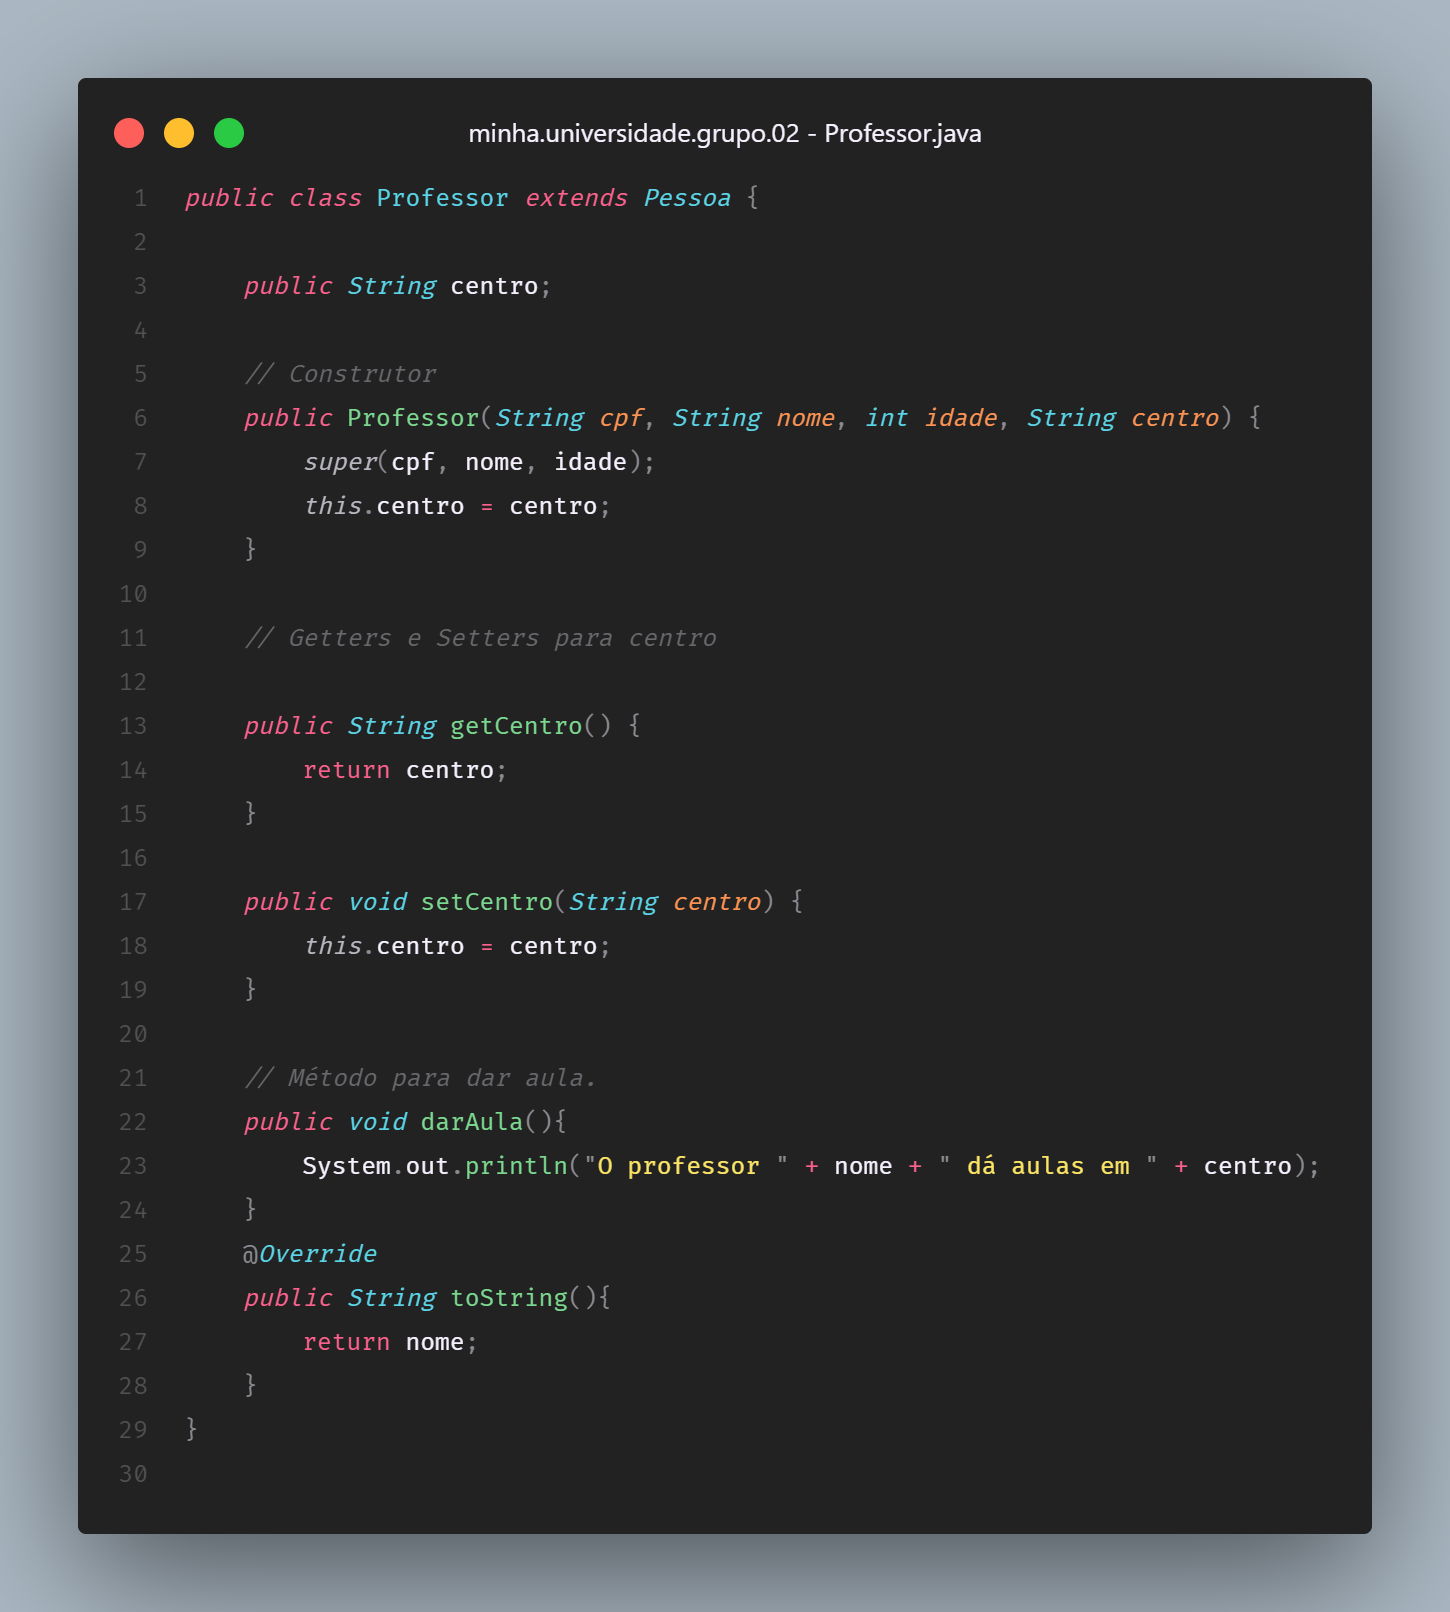 minha.universidade.grupo.02 - Professor.java
1 public class Professor extends Pessoa {
2
3     public String centro;
4
5     // Construtor
6     public Professor(String cpf, String nome, int idade, String centro) {
7         super(cpf, nome, idade);
8         this.centro = centro;
9     }
10
11     // Getters e Setters para centro
12
13     public String getCentro() {
14         return centro;
15     }
16
17     public void setCentro(String centro) {
18         this.centro = centro;
19     }
20
21     // Método para dar aula.
22     public void darAula(){
23         System.out.println("O professor " + nome + " dá aulas em " + centro);
24     }
25     @Override
26     public String toString(){
27         return nome;
28     }
29 }
30